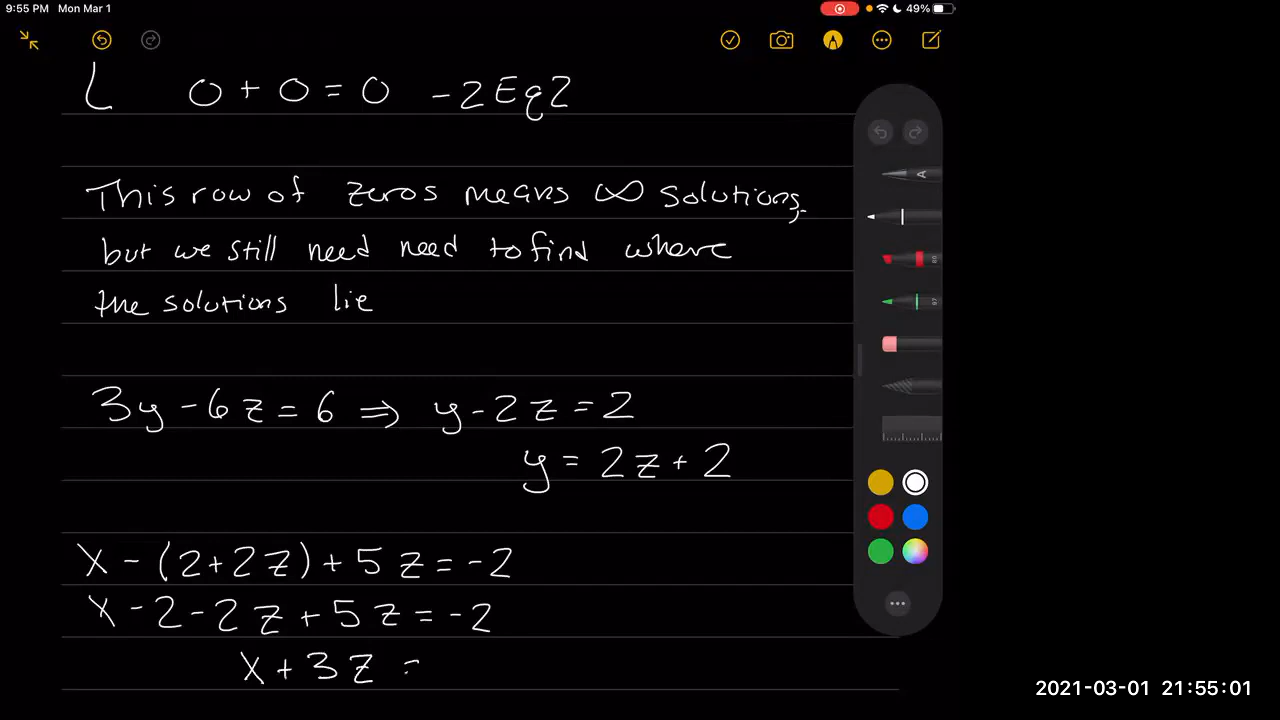 9:55 PM Mon Mar 1 49%
0 + 0 = 0 - 2Eq2
This row of zeros means ∞ solutions,
but we still need need to find where
the solutions lie
3y - 6z = 6 ⇒ y - 2z = 2
y = 2z + 2
x - (2 + 2z) + 5z = -2
x - 2 - 2z + 5z = -2
x + 3z =
A
80
97
2021-03-01 21:55:01